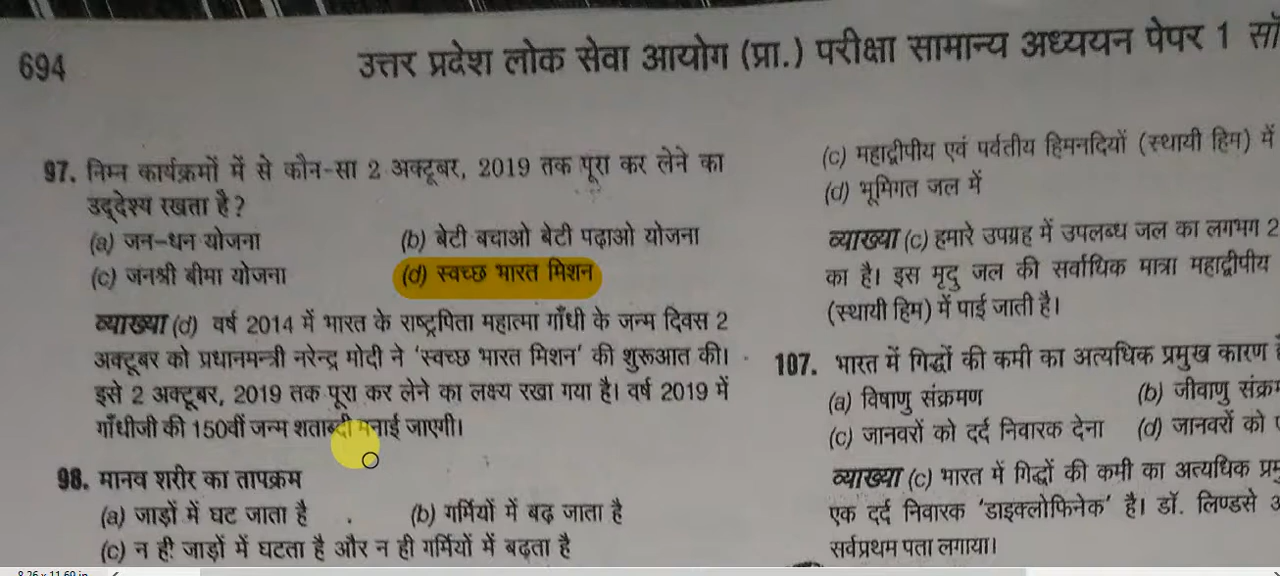 694
उत्तर प्रदेश लोक सेवा आयोग (प्रा.) परीक्षा सामान्य अध्ययन पेपर 1
97. निम्न कार्यक्रमों में से कौन-सा 2 अक्टूबर, 2019 तक पूरा कर लेने का
उद्देश्य रखता है?
(a) जन-धन योजना
(b) बेटी बचाओ बेटी पढ़ाओ योजना
(c) जनश्री बीमा योजना
(d) स्वच्छ भारत मिशन
व्याख्या (d) वर्ष 2014 में भारत के राष्ट्रपिता महात्मा गाँधी के जन्म दिवस 2
अक्टूबर को प्रधानमन्त्री नरेन्द्र मोदी ने 'स्वच्छ भारत मिशन' की शुरूआत की।
इसे 2 अक्टूबर, 2019 तक पूरा कर लेने का लक्ष्य रखा गया है। वर्ष 2019 में
गाँधीजी की 150वीं जन्म शताब्दी मनाई जाएगी।
98. मानव शरीर का तापक्रम
(a) जाड़ों में घट जाता है
(b) गर्मियों में बढ़ जाता है
(c) न ही जाड़ों में घटता है और न ही गर्मियों में बढ़ता है
(c) महाद्वीपीय एवं पर्वतीय हिमनदियों (स्थायी हिम) में
(d) भूमिगत जल में
व्याख्या (c) हमारे उपग्रह में उपलब्ध जल का लगभग 2
का है। इस मृदु जल की सर्वाधिक मात्रा महाद्वीपीय
(स्थायी हिम) में पाई जाती है।
107. भारत में गिद्धों की कमी का अत्यधिक प्रमुख कारण
(a) विषाणु संक्रमण
(b) जीवाणु
(c) जानवरों को दर्द निवारक देना
(d) जानवरों को
व्याख्या (c) भारत में गिद्धों की कमी का अत्यधिक
एक दर्द निवारक 'डाइक्लोफिनेक' है। डॉ. लिण्डसे
सर्वप्रथम पता लगाया।